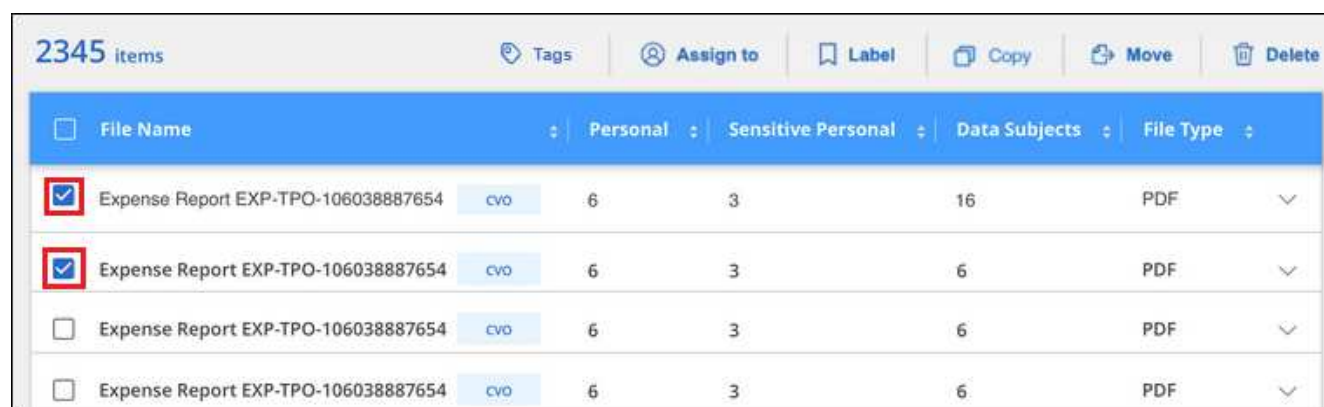 2345 items Tags Assign to Label Copy Move Delete
File Name Personal Sensitive Personal Data Subjects File Type
Expense Report EXP-TPO-106038887654 CVO 6 3 16 PDF
Expense Report EXP-TPO-106038887654 CVO 6 3 6 PDF
Expense Report EXP-TPO-106038887654 CVO 6 3 6 PDF
Expense Report EXP-TPO-106038887654 CVO 6 3 6 PDF